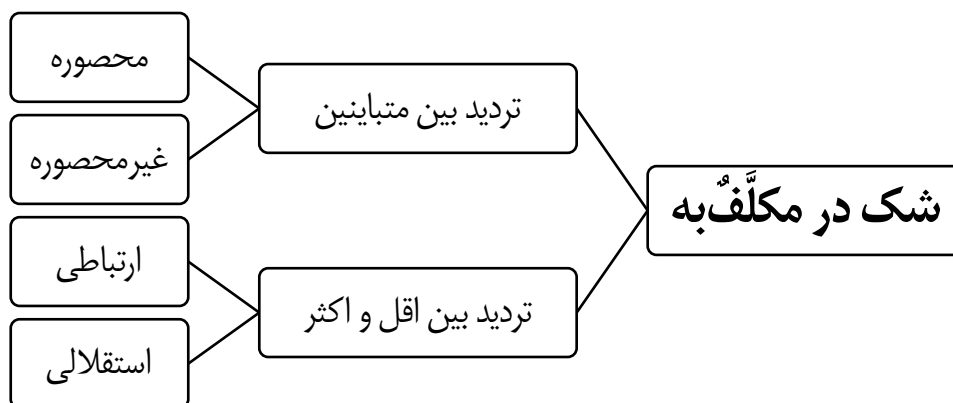 شک در مکلَّفٌ‌به
تردید بین متباینین
محصوره
غیرمحصوره
تردید بین اقل و اکثر
ارتباطی
استقلالی